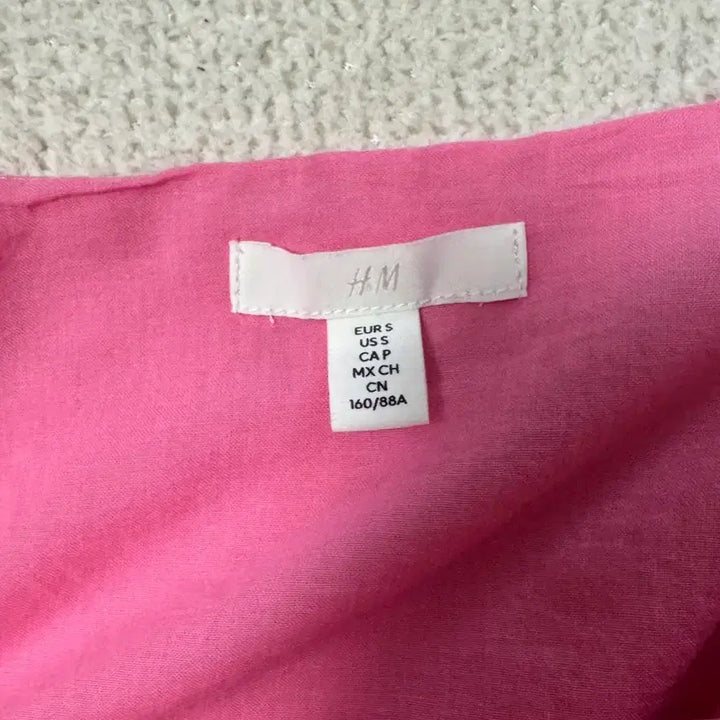 H&M
EUR S
US S
CA P
MX CH
CN
160/88A